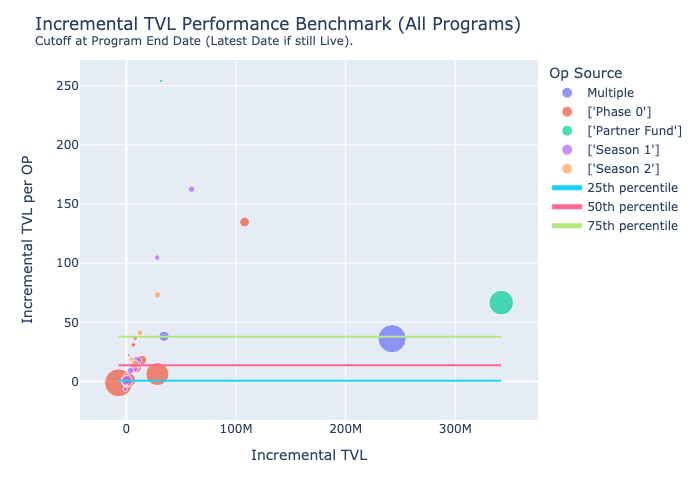 Incremental TVL Performance Benchmark (All Programs)
Cutoff at Program End Date (Latest Date if still Live).
Op Source
Multiple
['Phase 0']
['Partner Fund']
['Season 1']
['Season 2']
25th percentile
50th percentile
75th percentile
Incremental TVL per OP
250
200
150
100
50
0
0
100M
200M
300M
Incremental TVL